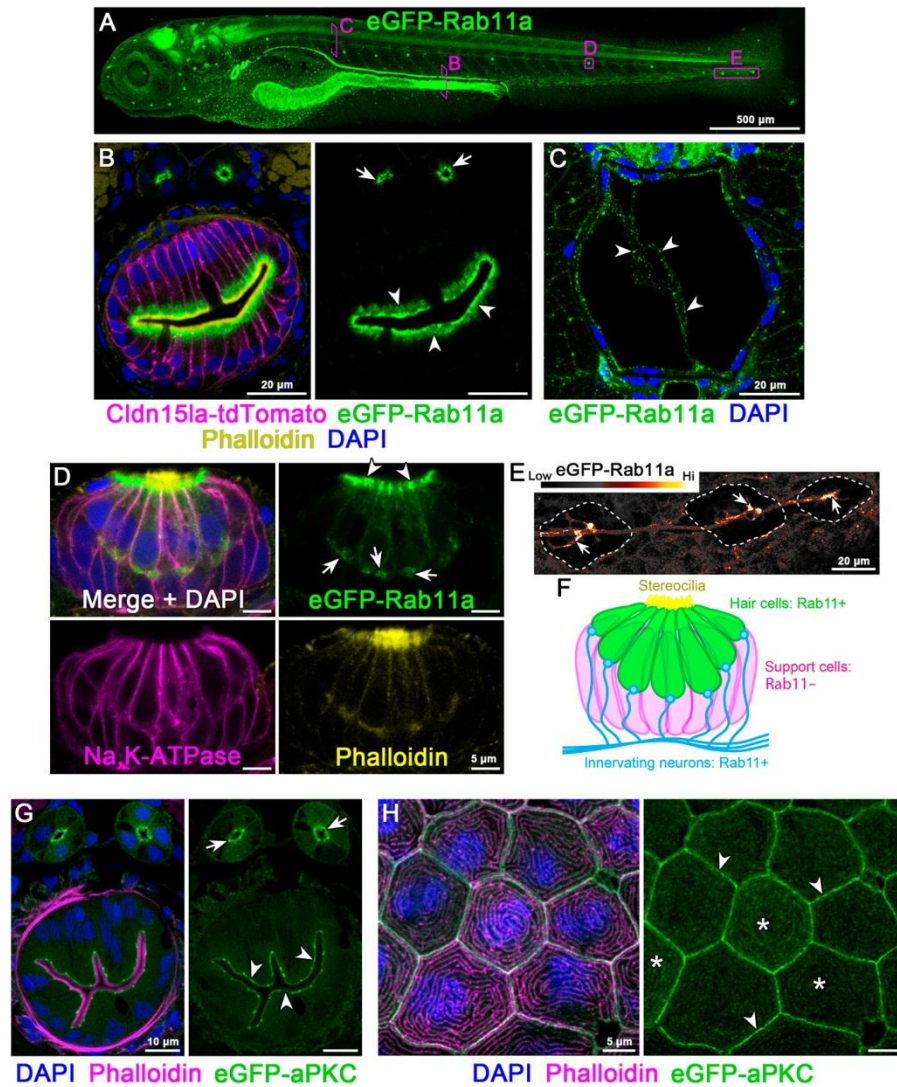 A
eGFP-Rab11a
C
B
D
E
500 µm
B
20 µm
C
20 µm
Cldn15la-tdTomato eGFP-Rab11a
Phalloidin DAPI
eGFP-Rab11a DAPI
D
Merge + DAPI
eGFP-Rab11a
Na,K-ATPase
Phalloidin
5 µm
E
Low eGFP-Rab11a Hi
20 µm
F
Stereocilia
Hair cells: Rab11+
Support cells:
Rab11–
Innervating neurons: Rab11+
G
10 µm
DAPI Phalloidin eGFP-aPKC
H
*
*
*
5 µm
DAPI Phalloidin eGFP-aPKC